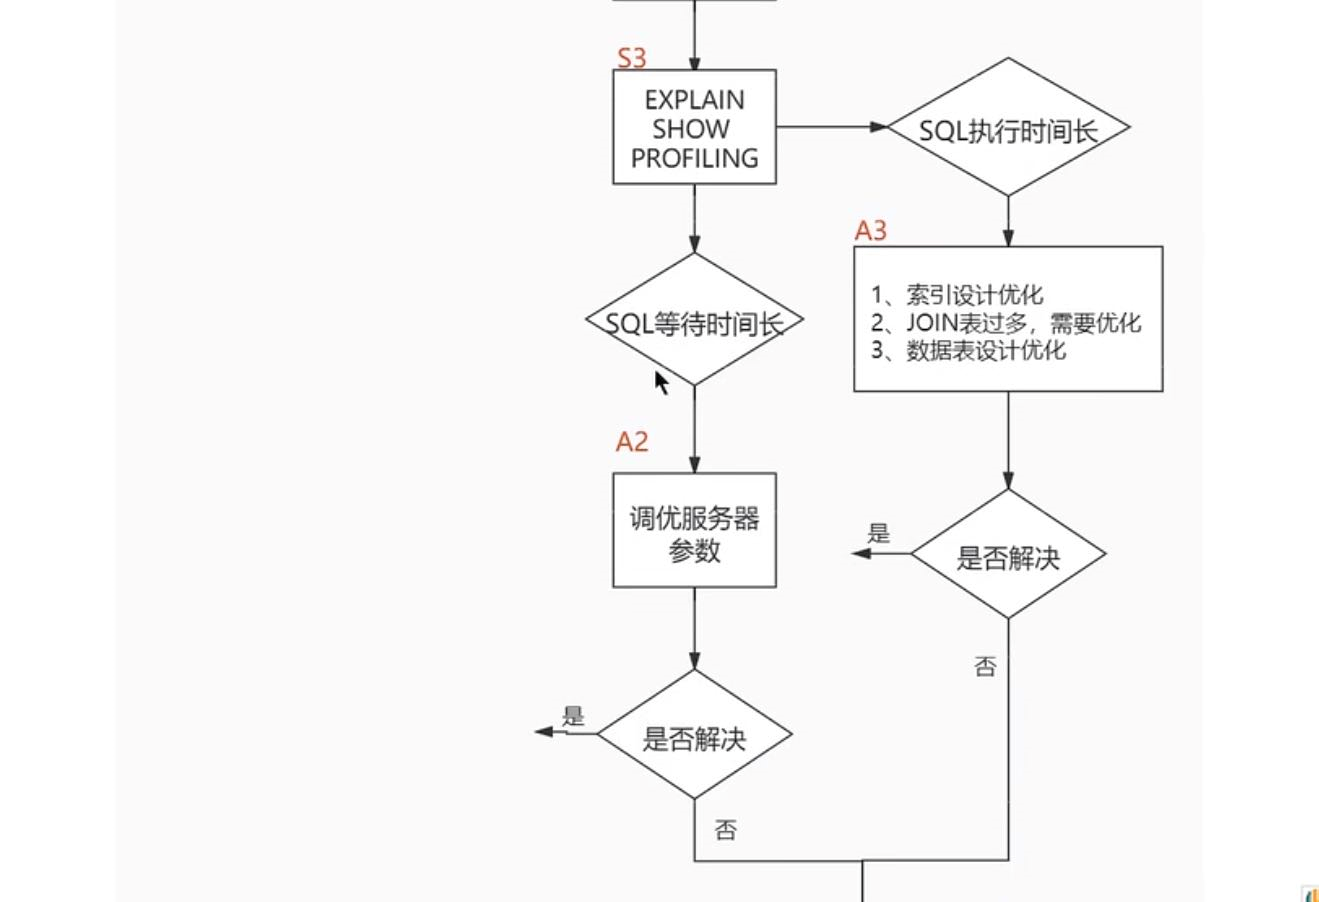 S3
EXPLAIN
SHOW
PROFILING
SQL执行时间长
A3
1、索引设计优化
2、JOIN表过多，需要优化
3、数据表设计优化
SQL等待时间长
A2
调优服务器
参数
是
是否解决
否
是
是否解决
否